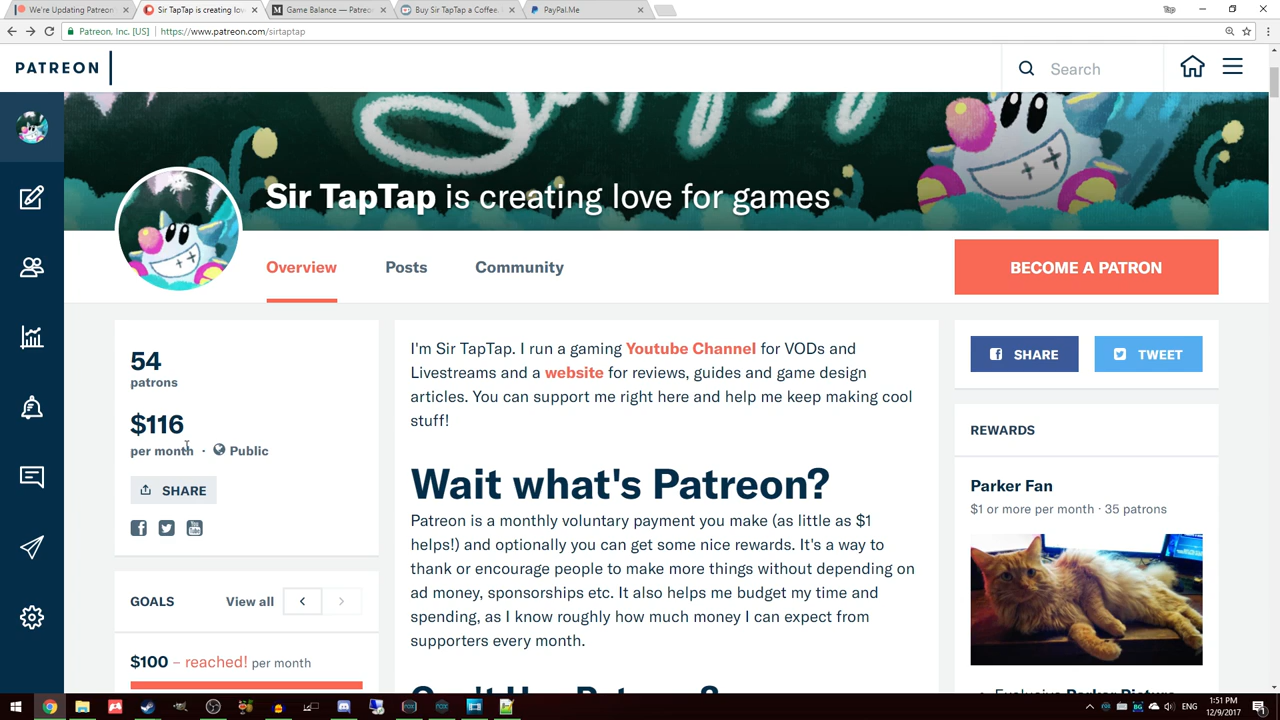 We're Updating Patreon
Sir TapTap is creating lov
Game Balance — Patreo
Buy Sir TapTap a Coffee.
PayPal.Me
Tap
Patreon, Inc. [US]
https://www.patreon.com/sirtaptap
PATREON
Search
Sir TapTap is creating love for games
Overview
Posts
Community
BECOME A PATRON
54
patrons
$116
per month · Public
SHARE
GOALS
View all
$100 – reached! per month
I'm Sir TapTap. I run a gaming Youtube Channel for VODs and
Livestreams and a website for reviews, guides and game design
articles. You can support me right here and help me keep making cool
stuff!
Wait what's Patreon?
Patreon is a monthly voluntary payment you make (as little as $1
helps!) and optionally you can get some nice rewards. It's a way to
thank or encourage people to make more things without depending on
ad money, sponsorships etc. It also helps me budget my time and
spending, as I know roughly how much money I can expect from
supporters every month.
SHARE
TWEET
REWARDS
Parker Fan
$1 or more per month · 35 patrons
Exclusive Parker Picture
ENG
1:51 PM
12/9/2017